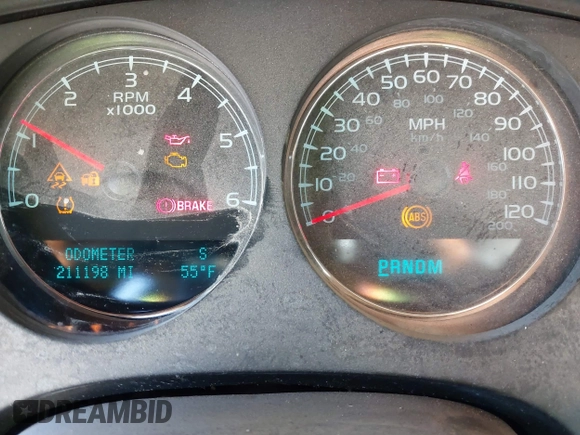 3
2 4
RPM
x1000
1 5
0 BRAKE 6
ODOMETER S
211198 MI 55°F
60
50 70
40 80 100 120 80
30 60 MPH 140 90
km/h
20 40 160 100
10 20 180 110
0 ABS 200 120
PRNDM
DREAMBID